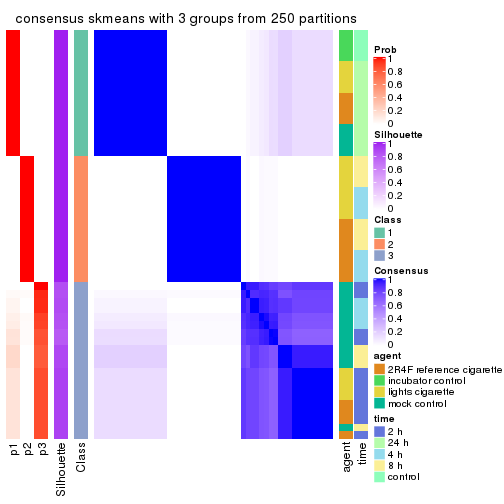 consensus skmeans with 3 groups from 250 partitions
Prob
1
0.8
0.6
0.4
0.2
0
Silhouette
1
0.8
0.6
0.4
0.2
0
Class
1
2
3
Consensus
1
0.8
0.6
0.4
0.2
0
agent
2R4F reference cigarette
incubator control
lights cigarette
mock control
time
2 h
24 h
4 h
8 h
control
p1
p2
p3
Silhouette
Class
agent
time